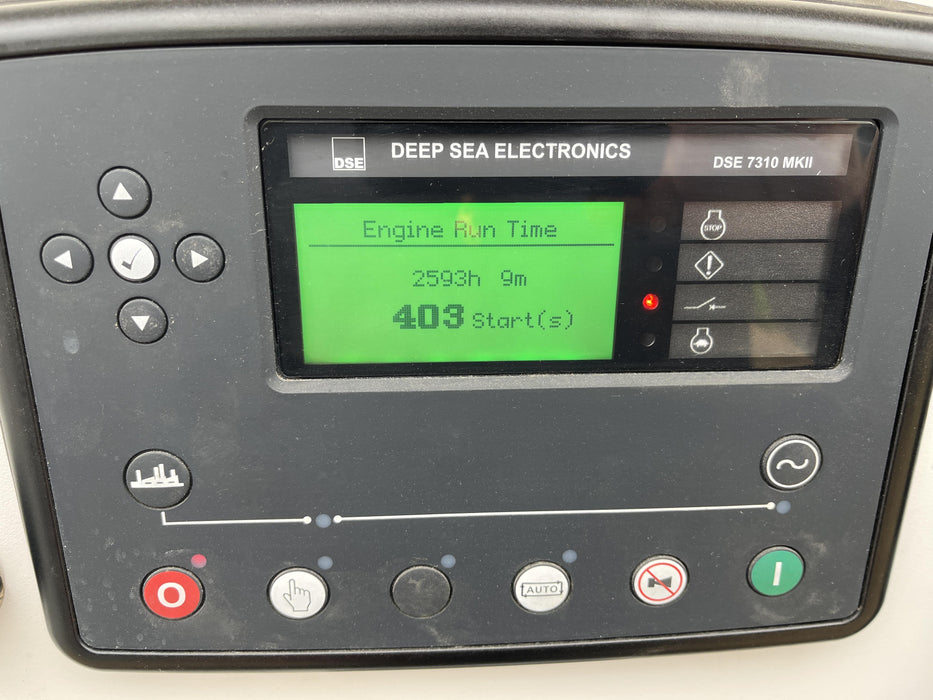 DSE
DEEP SEA ELECTRONICS
DSE 7310 MKII
Engine Run Time
2593h 9m
403 Start(s)
STOP
AUTO